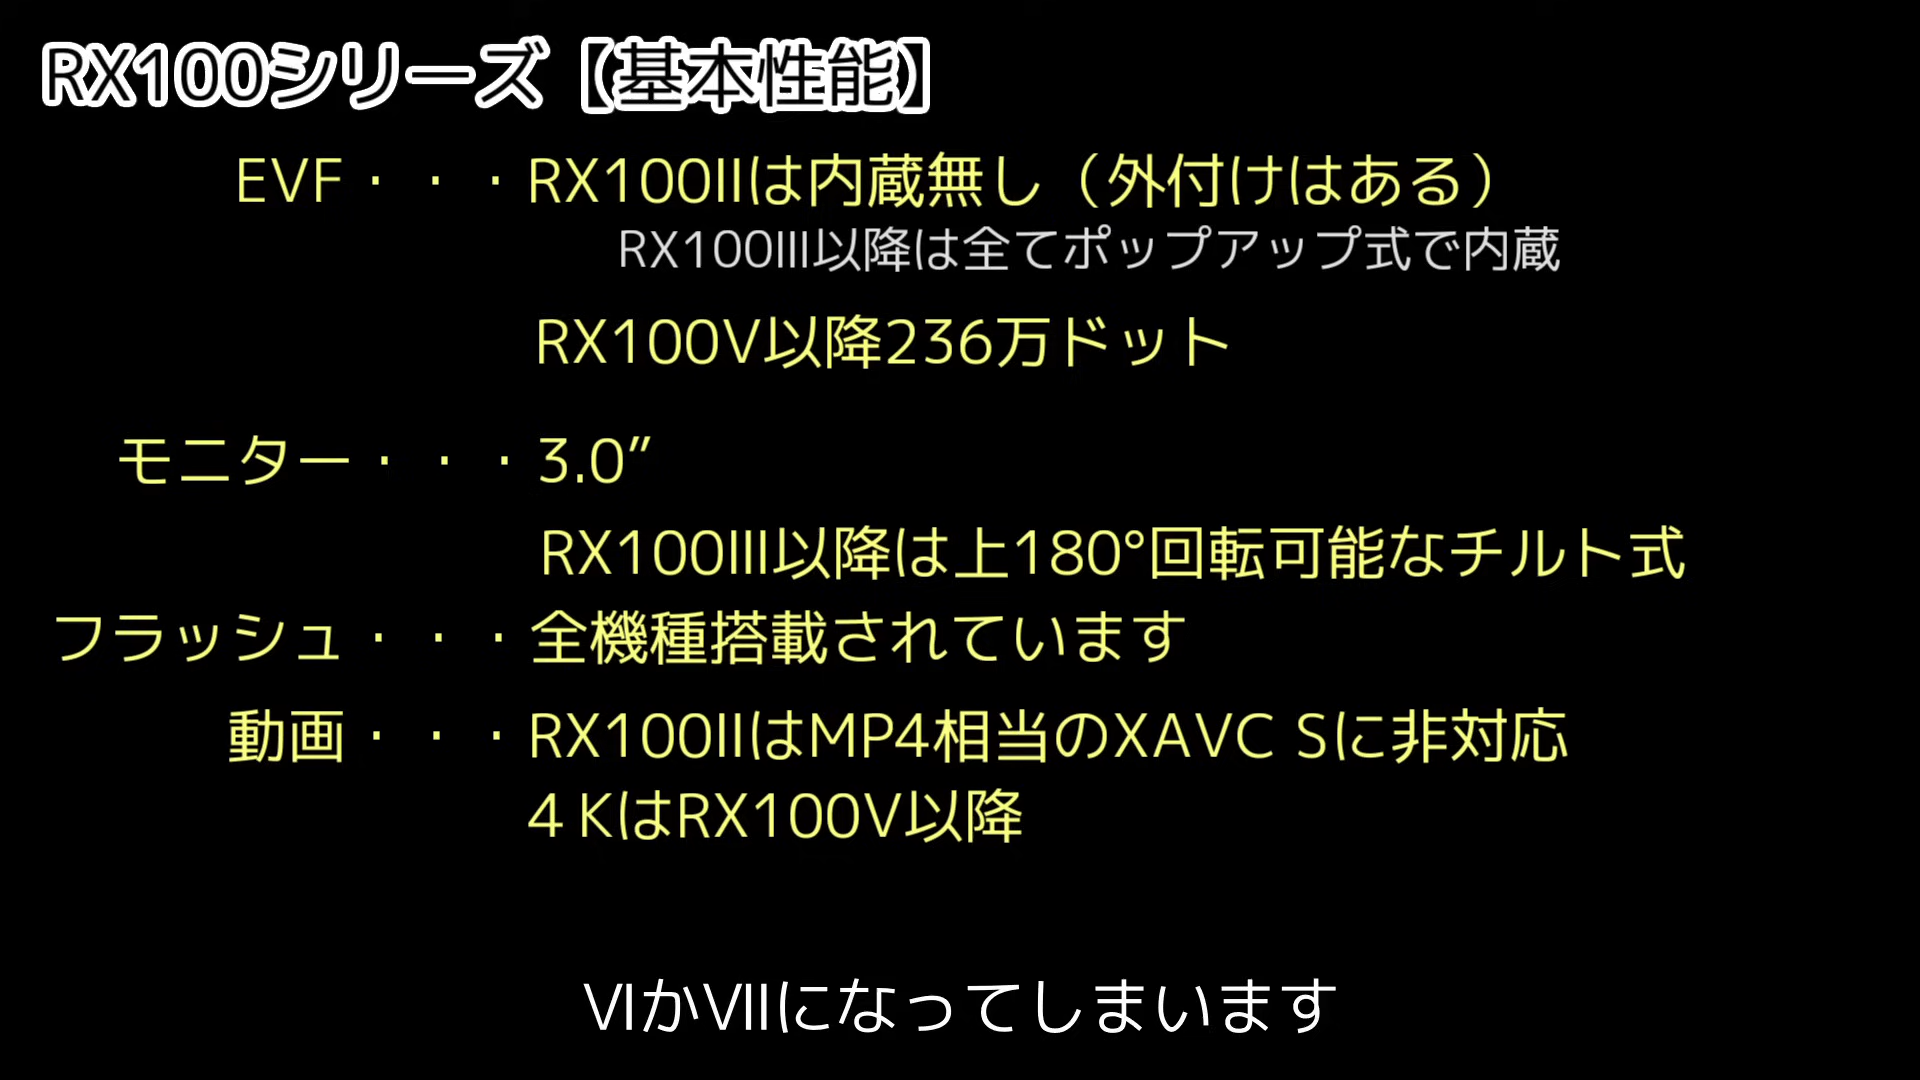 RX100シリーズ【基本性能】
EVF・・・RX100IIは内蔵無し（外付けはある）
RX100III以降は全てポップアップ式で内蔵
RX100V以降236万ドット
モニター・・・3.0″
RX100III以降は上180°回転可能なチルト式
フラッシュ・・・全機種搭載されています
動画・・・RX100IIはMP4相当のXAVC Sに非対応
４KはRX100V以降
VIかVIIになってしまいます